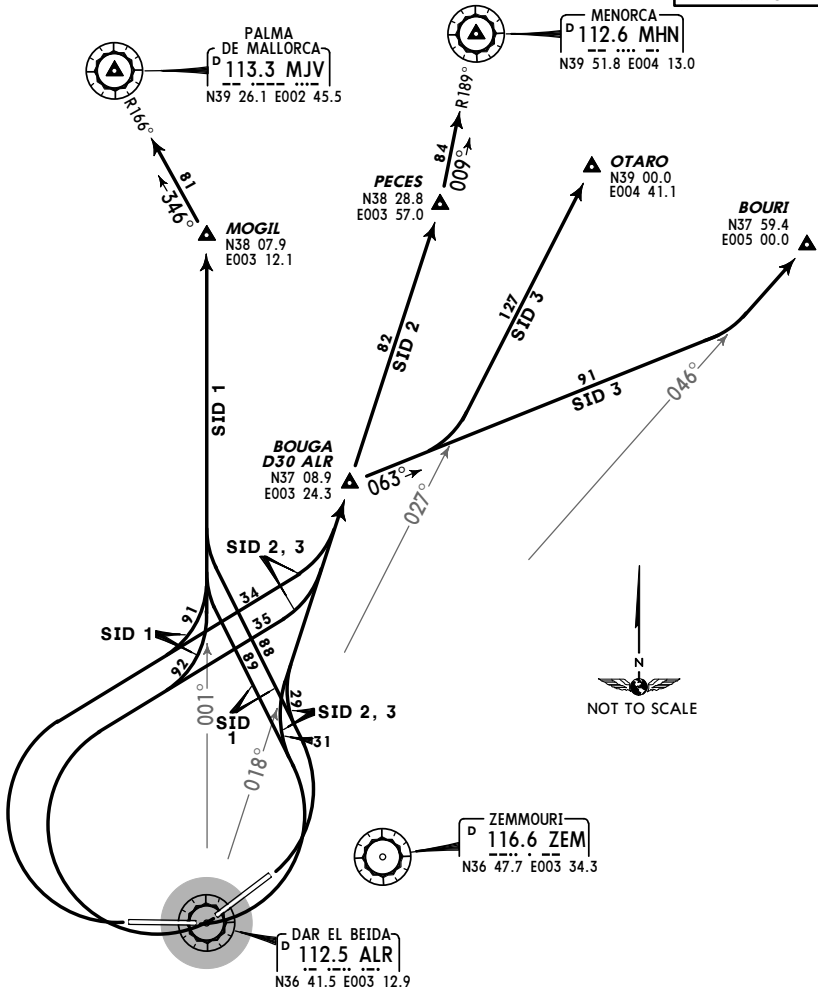 PALMA
DE MALLORCA
D 113.3 MJV
N39 26.1 E002 45.5
MENORCA
D 112.6 MHN
N39 51.8 E004 13.0
R166°
R189°
81
346°
84
009°
MOGIL
N38 07.9
E003 12.1
PECES
N38 28.8
E003 57.0
OTARO
N39 00.0
E004 41.1
BOURI
N37 59.4
E005 00.0
SID 1
82
SID 2
127
SID 3
91
SID 3
046°
BOUGA
D30 ALR
N37 08.9
E003 24.3
063°
027°
SID 2, 3
34
35
SID 1
91
92
88
89
SID
1
29
SID 2, 3
31
001°
018°
N
NOT TO SCALE
ZEMMOURI
D 116.6 ZEM
N36 47.7 E003 34.3
DAR EL BEIDA
D 112.5 ALR
N36 41.5 E003 12.9